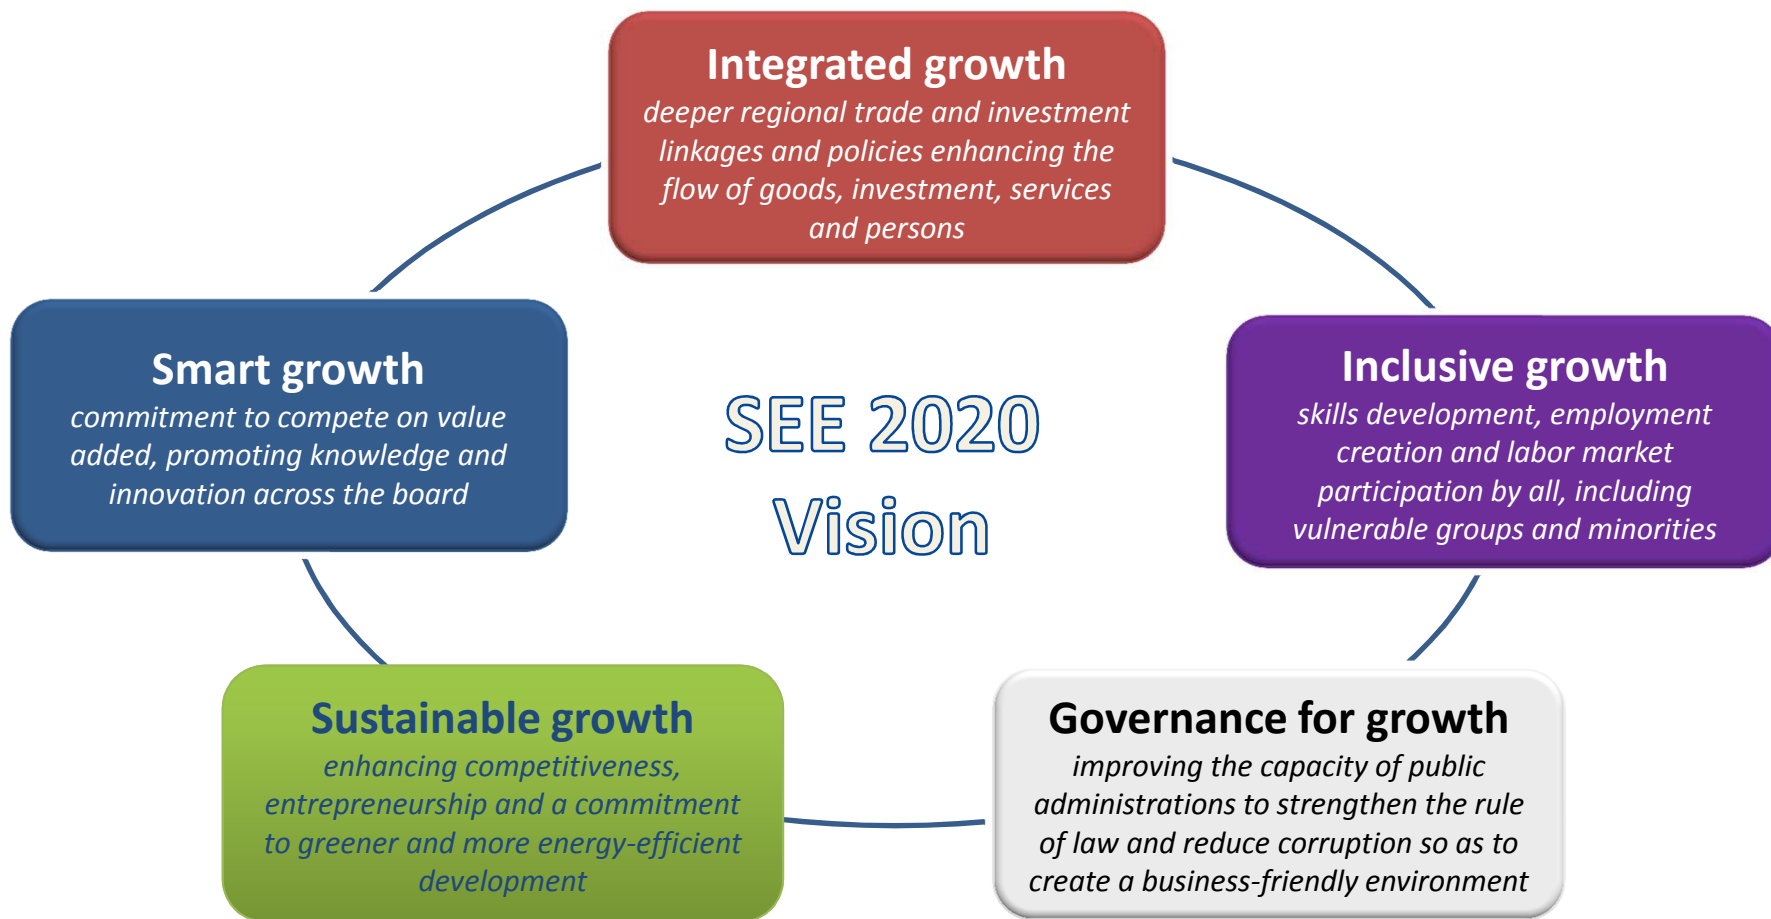 Integrated growth
deeper regional trade and investment
linkages and policies enhancing the
flow of goods, investment, services
and persons
Smart growth
commitment to compete on value
added, promoting knowledge and
innovation across the board
SEE 2020
Vision
Inclusive growth
skills development, employment
creation and labor market
participation by all, including
vulnerable groups and minorities
Sustainable growth
enhancing competitiveness,
entrepreneurship and a commitment
to greener and more energy-efficient
development
Governance for growth
improving the capacity of public
administrations to strengthen the rule
of law and reduce corruption so as to
create a business-friendly environment